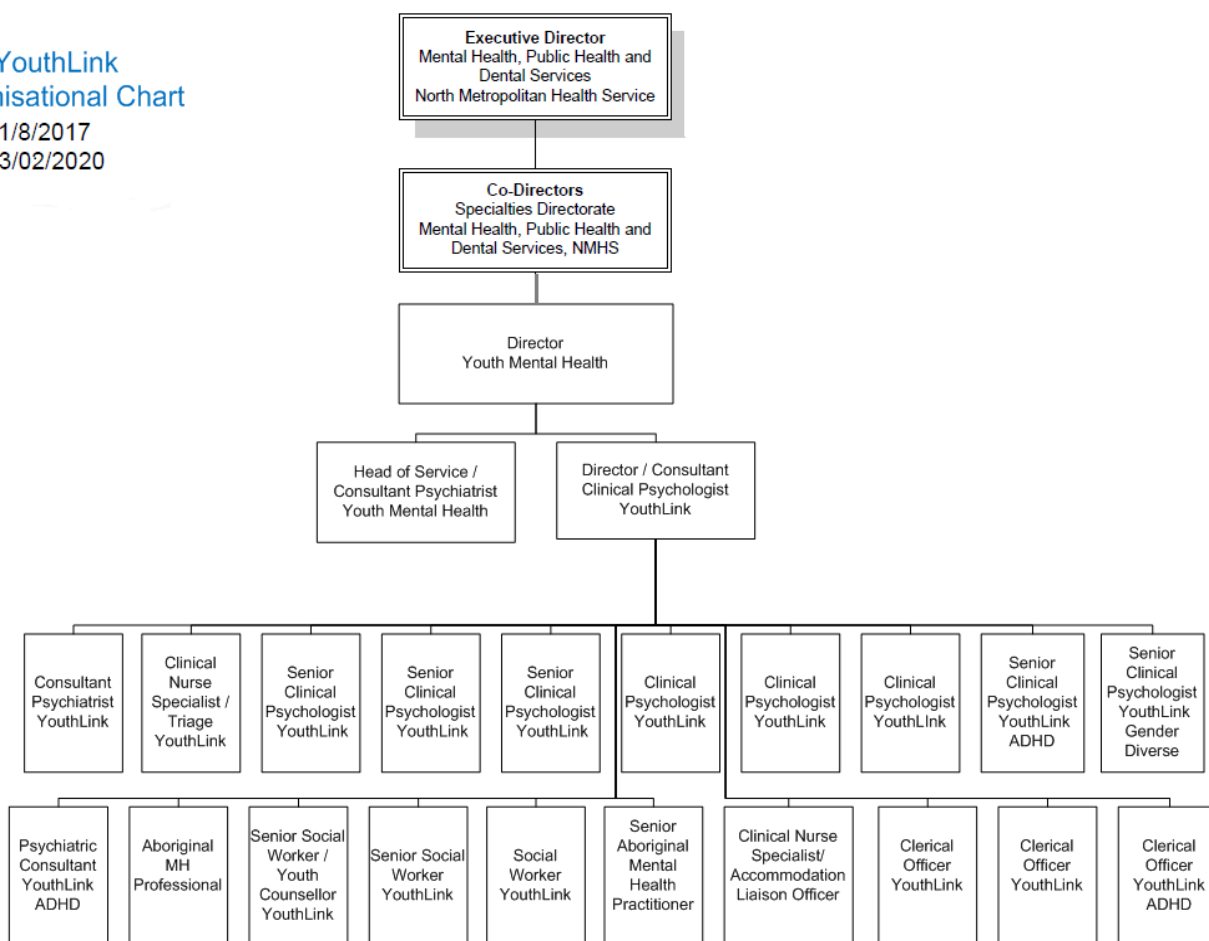 YouthLink
nisational Chart
1/8/2017
3/02/2020
Executive Director
Mental Health, Public Health and
Dental Services
North Metropolitan Health Service
Co-Directors
Specialties Directorate
Mental Health, Public Health and
Dental Services, NMHS
Director
Youth Mental Health
Head of Service /
Consultant Psychiatrist
Youth Mental Health
Director / Consultant
Clinical Psychologist
YouthLink
Consultant
Psychiatrist
YouthLink
Clinical
Nurse
Specialist /
Triage
YouthLink
Senior
Clinical
Psychologist
YouthLink
Senior
Clinical
Psychologist
YouthLink
Senior
Clinical
Psychologist
YouthLink
Clinical
Psychologist
YouthLink
Clinical
Psychologist
YouthLink
Clinical
Psychologist
YouthLInk
Senior
Clinical
Psychologist
YouthLink
ADHD
Senior
Clinical
Psychologist
YouthLink
Gender
Diverse
Psychiatric
Consultant
YouthLink
ADHD
Aboriginal
MH
Professional
Senior Social
Worker /
Youth
Counsellor
YouthLink
Senior Social
Worker
YouthLink
Social
Worker
YouthLink
Senior
Aboriginal
Mental
Health
Practitioner
Clinical Nurse
Specialist/
Accommodation
Liaison Officer
Clerical
Officer
YouthLink
Clerical
Officer
YouthLink
Clerical
Officer
YouthLink
ADHD